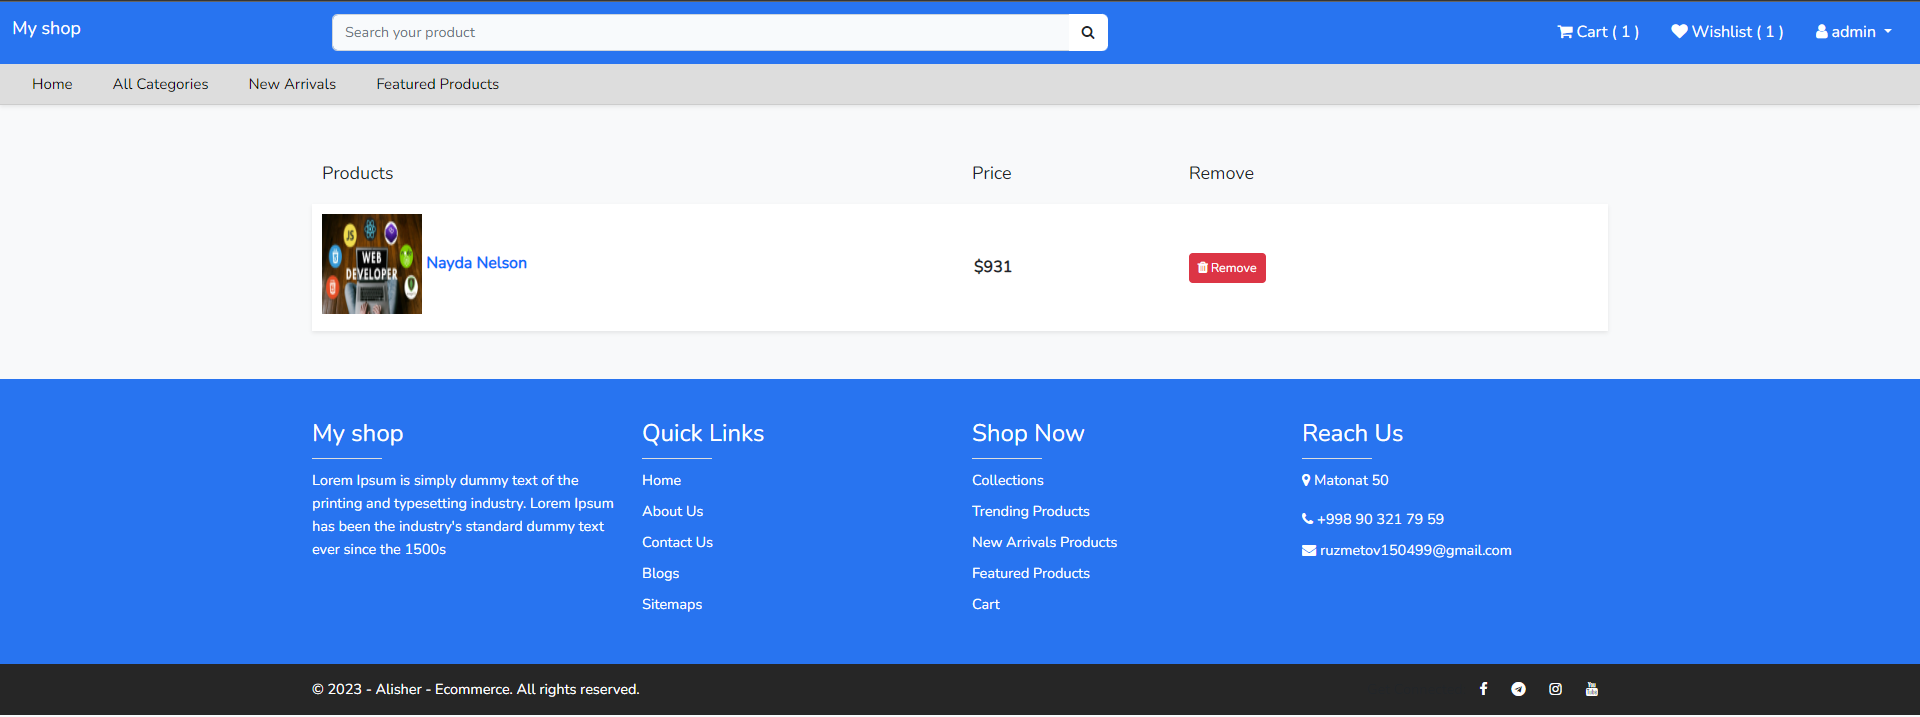 My shop
Search your product
Cart ( 1 )
Wishlist ( 1 )
admin
Home
All Categories
New Arrivals
Featured Products
Products
Price
Remove
JS
WEB
DEVELOPER
Nayda Nelson
$931
Remove
My shop
Lorem Ipsum is simply dummy text of the
printing and typesetting industry. Lorem Ipsum
has been the industry's standard dummy text
ever since the 1500s
Quick Links
Home
About Us
Contact Us
Blogs
Sitemaps
Shop Now
Collections
Trending Products
New Arrivals Products
Featured Products
Cart
Reach Us
Matonat 50
+998 90 321 79 59
ruzmetov150499@gmail.com
© 2023 - Alisher - Ecommerce. All rights reserved.